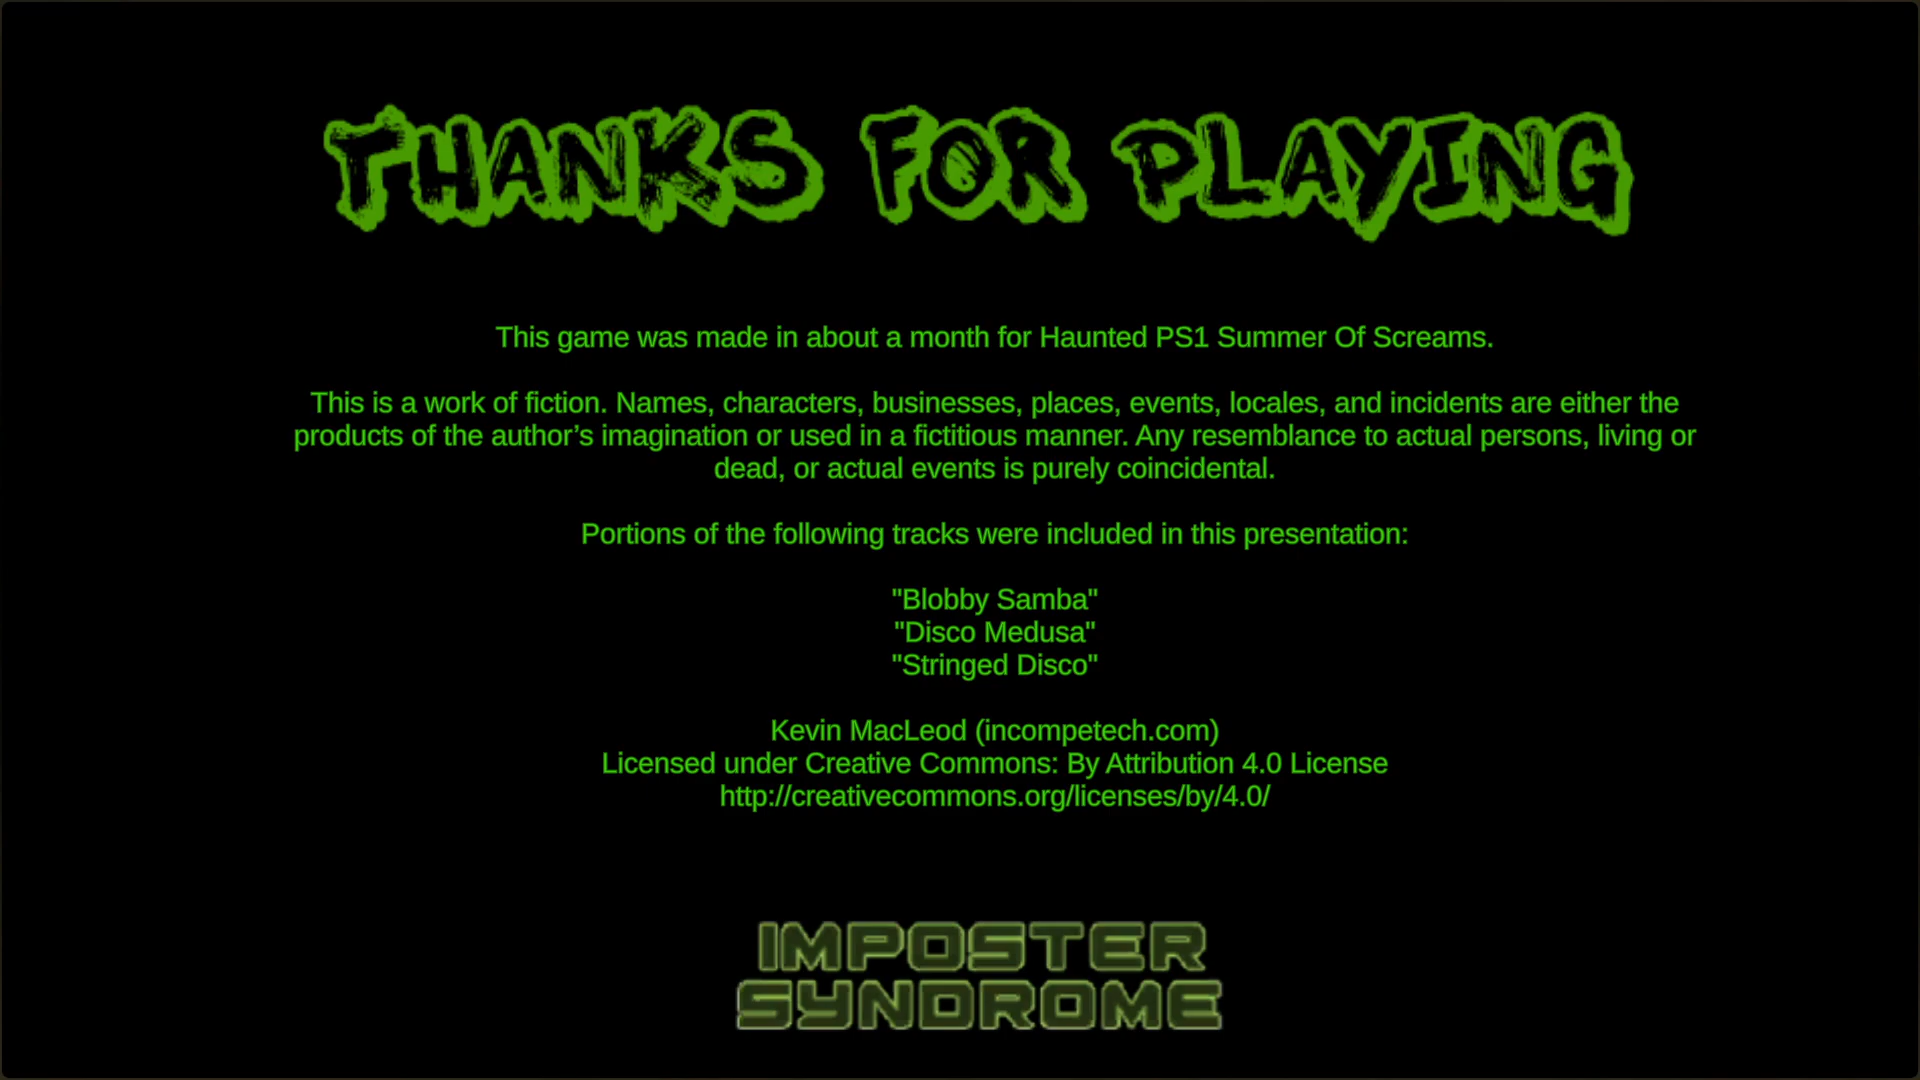 THANKS FOR PLAYING
This game was made in about a month for Haunted PS1 Summer Of Screams.
This is a work of fiction. Names, characters, businesses, places, events, locales, and incidents are either the
products of the author’s imagination or used in a fictitious manner. Any resemblance to actual persons, living or
dead, or actual events is purely coincidental.
Portions of the following tracks were included in this presentation:
"Blobby Samba"
"Disco Medusa"
"Stringed Disco"
Kevin MacLeod (incompetech.com)
Licensed under Creative Commons: By Attribution 4.0 License
http://creativecommons.org/licenses/by/4.0/
IMPOSTER
SYNDROME